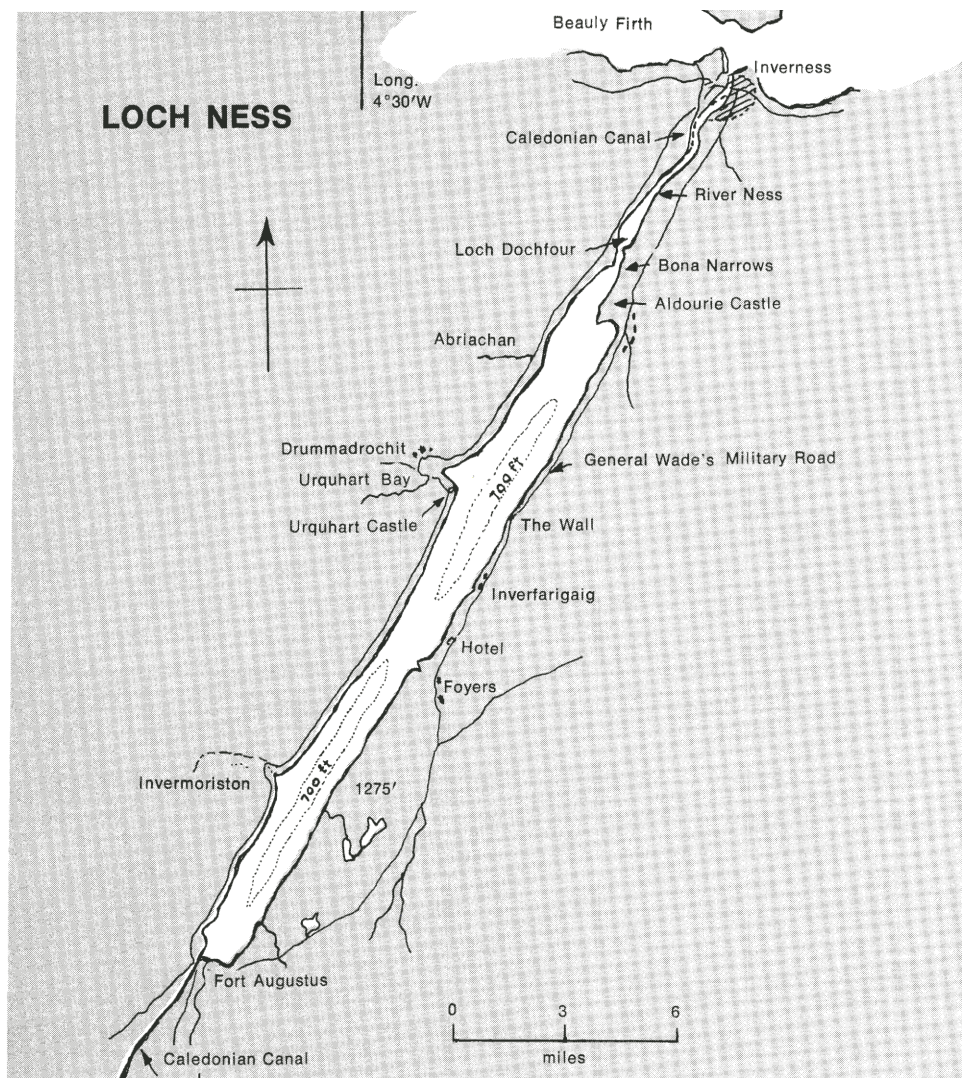 Beauly Firth
Long.
4°30'W
Inverness
LOCH NESS
Caledonian Canal
River Ness
Loch Dochfour
Bona Narrows
Aldourie Castle
Abriachan
Drummadrochit
General Wade's Military Road
Urquhart Bay
700 ft
Urquhart Castle
The Wall
Inverfarigaig
Hotel
Foyers
Invermoriston
700 ft
1275'
Fort Augustus
0 3 6
miles
Caledonian Canal